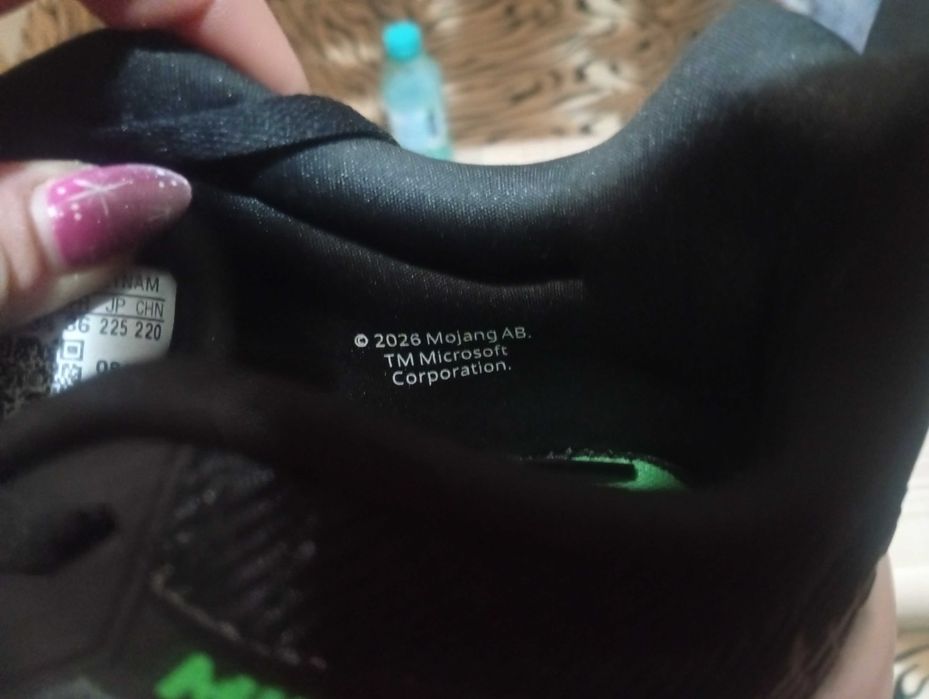 JP CHN
225 220
© 2026 Mojang AB.
TM Microsoft
Corporation.